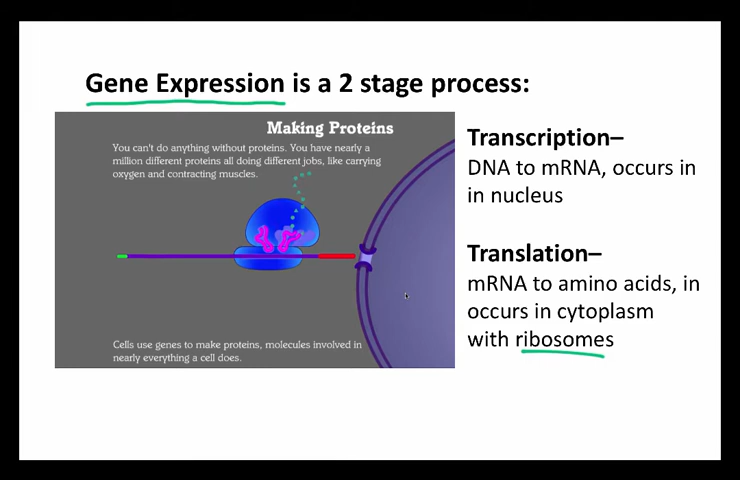 Gene Expression is a 2 stage process:
Making Proteins
You can't do anything without proteins. You have nearly a
million different proteins all doing different jobs, like carrying
oxygen and contracting muscles.
Cells use genes to make proteins, molecules involved in
nearly everything a cell does.
Transcription–
DNA to mRNA, occurs in
in nucleus
Translation–
mRNA to amino acids, in
occurs in cytoplasm
with ribosomes